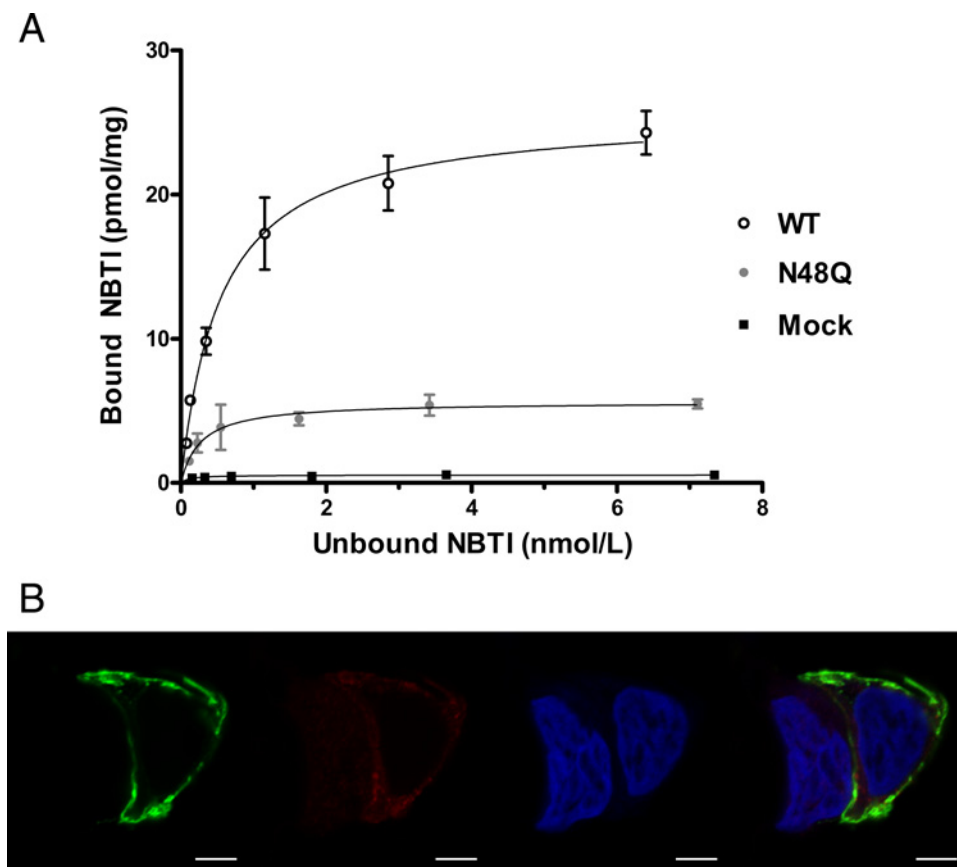 A
30
20
10
0
Bound NBTI (pmol/mg)
0 2 4 6 8
Unbound NBTI (nmol/L)
WT
N48Q
Mock
B